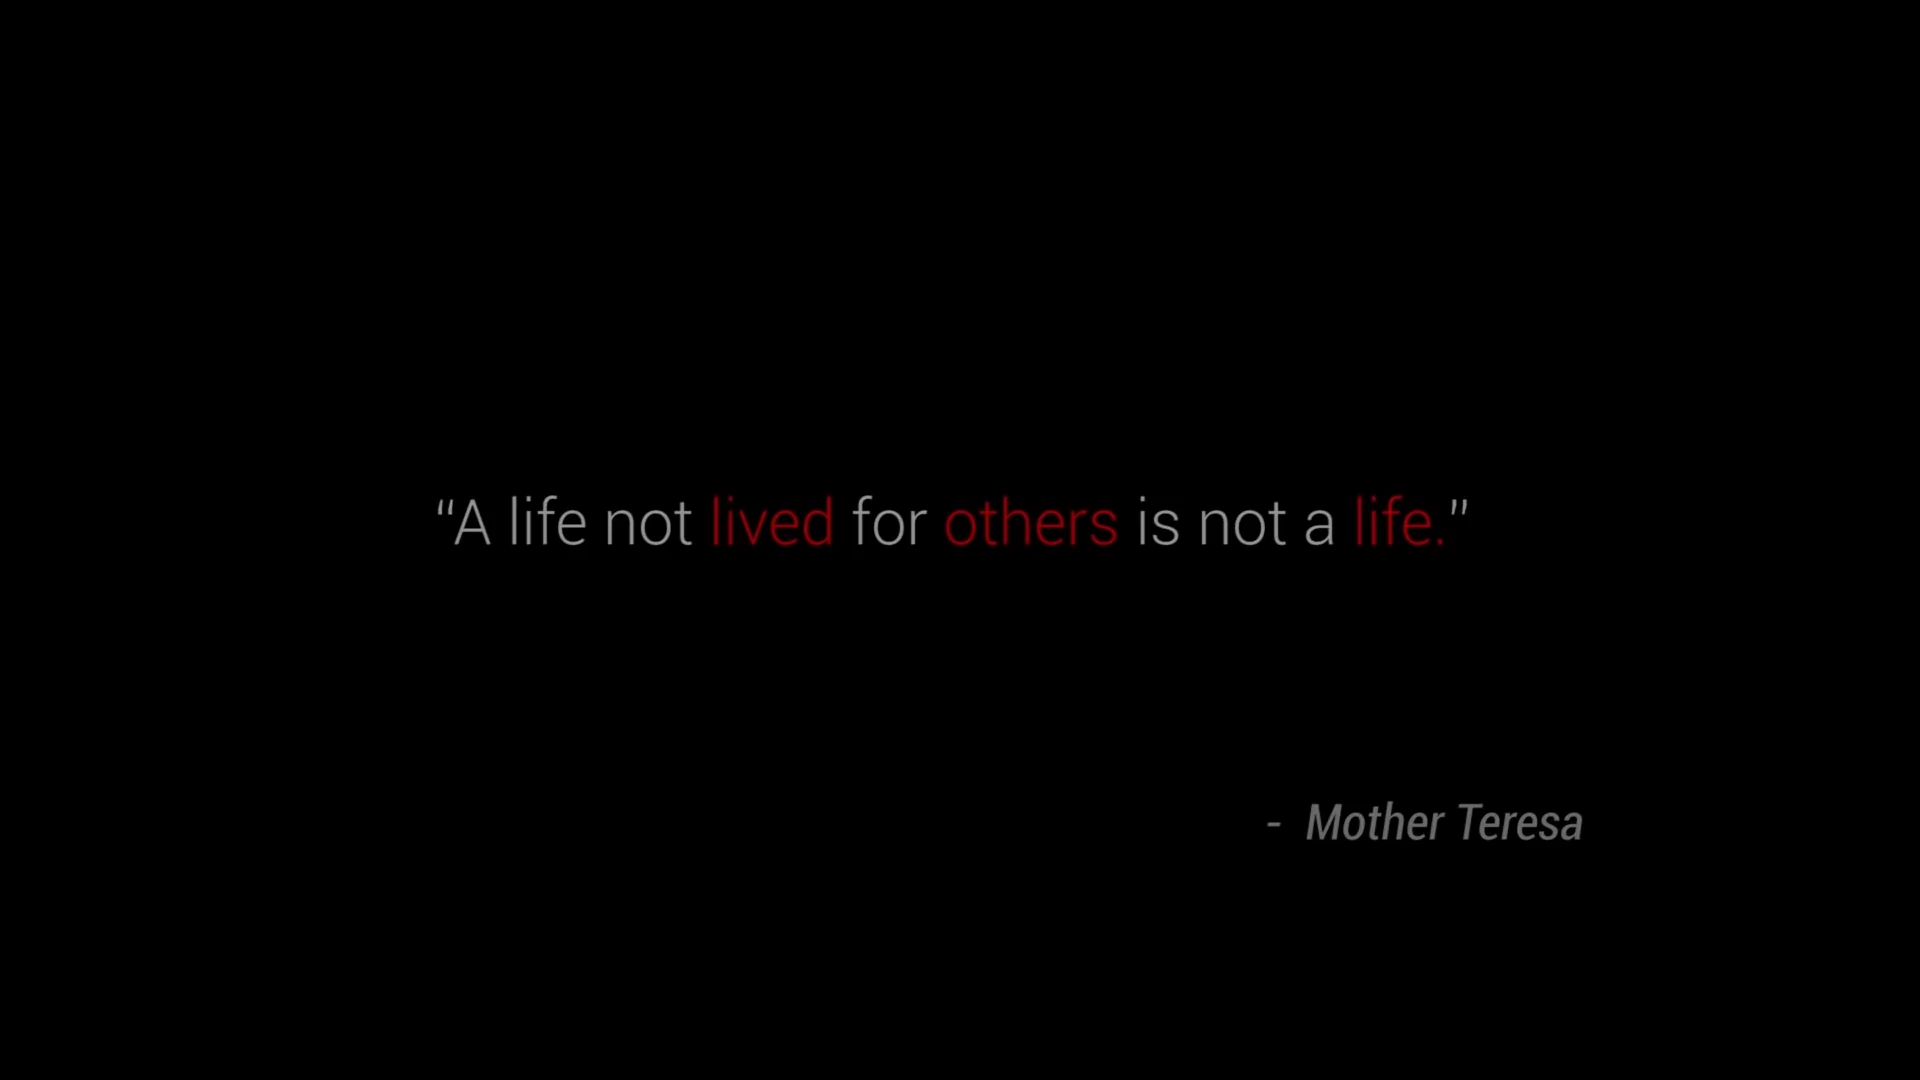 “A life not lived for others is not a life.”
- Mother Teresa